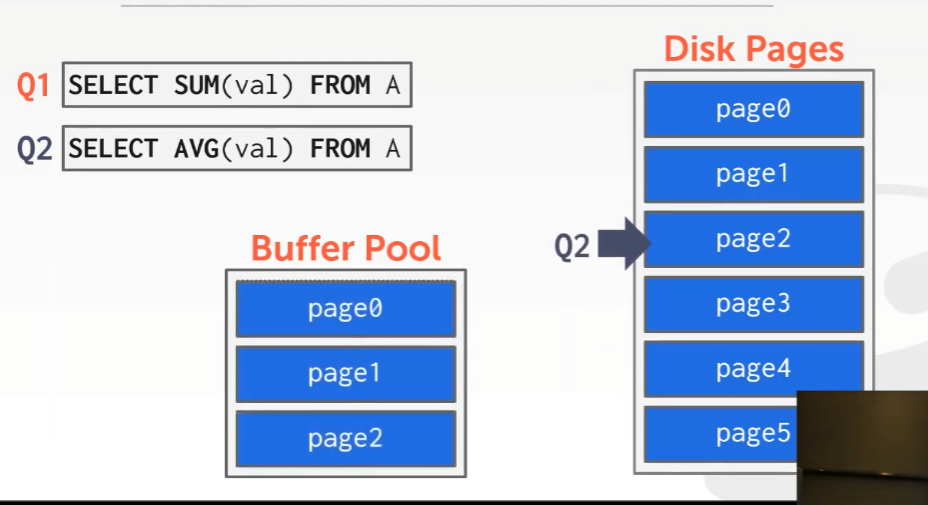 Q1 SELECT SUM(val) FROM A
Q2 SELECT AVG(val) FROM A
Buffer Pool
page0
page1
page2
Disk Pages
page0
page1
Q2 page2
page3
page4
page5